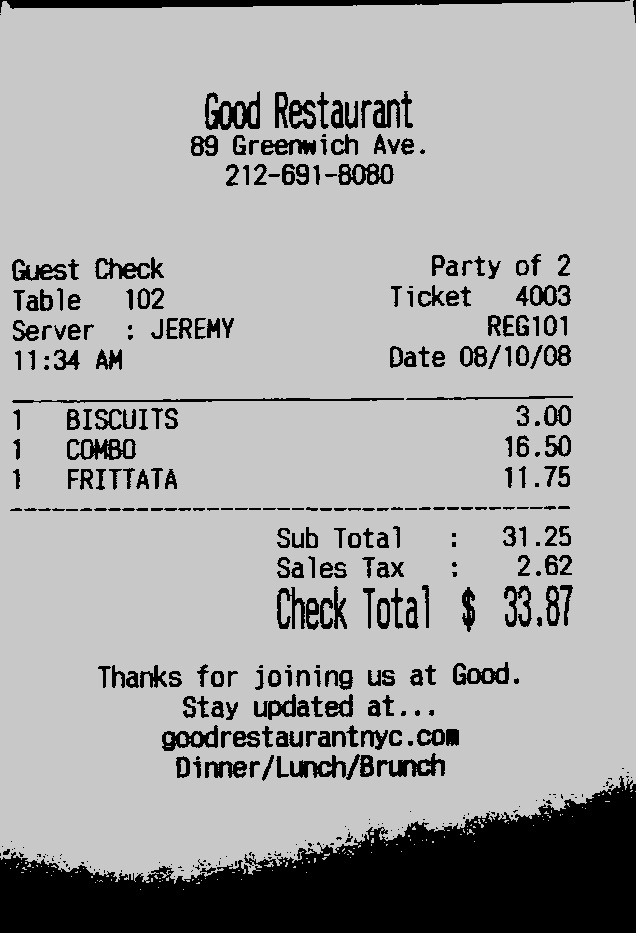 Good Restaurant
89 Greenwich Ave.
212-691-8080
Guest Check Party of 2
Table 102 Ticket 4003
Server : JEREMY REG101
11:34 AM Date 08/10/08
1 BISCUITS 3.00
1 COMBO 16.50
1 FRITTATA 11.75
Sub Total : 31.25
Sales Tax : 2.62
Check Total $ 33.87
Thanks for joining us at Good.
Stay updated at...
goodrestaurantnyc.com
Dinner/Lunch/Brunch